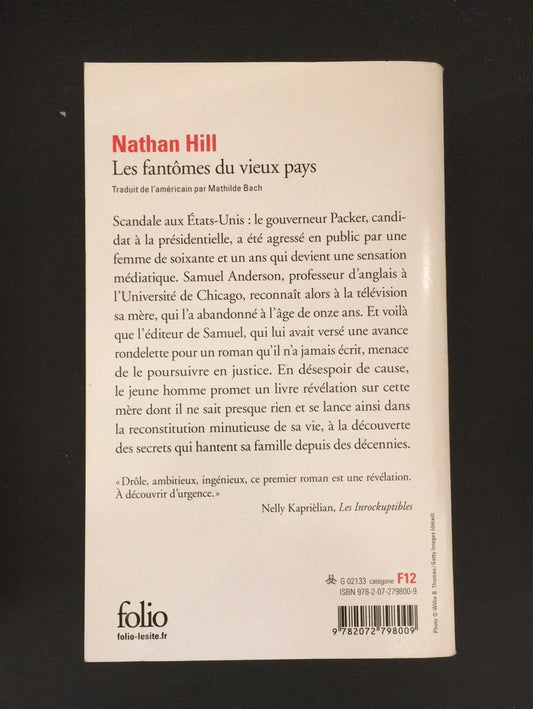 Nathan Hill
Les fantômes du vieux pays
Traduit de l'américain par Mathilde Bach
Scandale aux États-Unis : le gouverneur Packer, candi-
dat à la présidentielle, a été agressé en public par une
femme de soixante et un ans qui devient une sensation
médiatique. Samuel Anderson, professeur d'anglais à
l'Université de Chicago, reconnaît alors à la télévision
sa mère, qui l'a abandonné à l'âge de onze ans. Et voilà
que l'éditeur de Samuel, qui lui avait versé une avance
rondelette pour un roman qu'il n'a jamais écrit, menace
de le poursuivre en justice. En désespoir de cause,
le jeune homme promet un livre révélation sur cette
mère dont il ne sait presque rien et se lance ainsi dans
la reconstitution minutieuse de sa vie, à la découverte
des secrets qui hantent sa famille depuis des décennies.
« Drôle, ambitieux, ingénieux, ce premier roman est une révélation.
À découvrir d'urgence. »
Nelly Kaprièlian, Les Inrockuptibles
G 02133 catégorie F12
ISBN 978-2-07-279800-9
folio
folio-lesite.fr
9 782072 798009
Photo © Willie B. Thomas / Getty Images (détail).